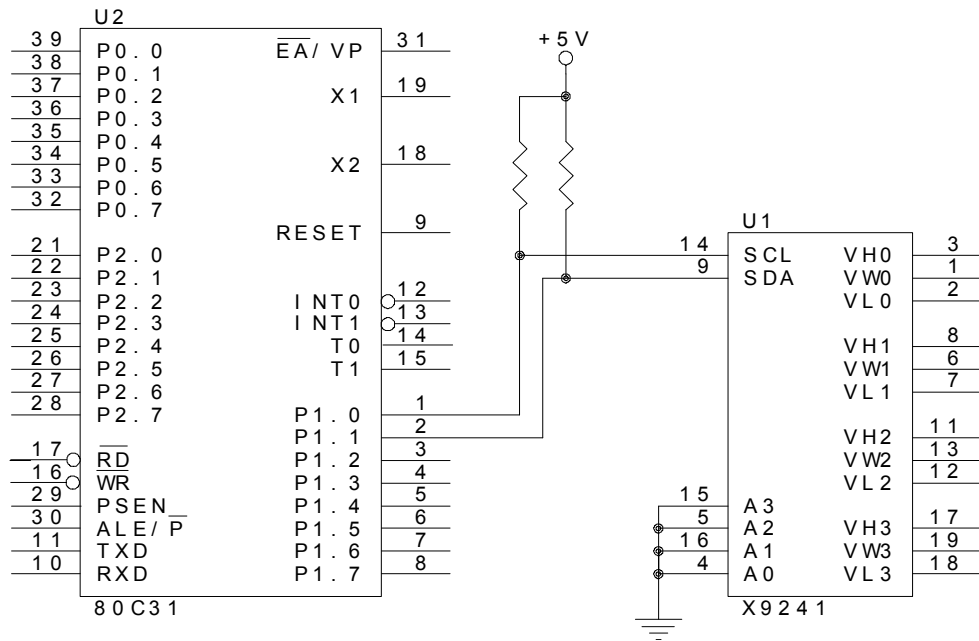 U2
39 P0.0
38 P0.1
37 P0.2
36 P0.3
35 P0.4
34 P0.5
33 P0.6
32 P0.7
21 P2.0
22 P2.1
23 P2.2
24 P2.3
25 P2.4
26 P2.5
27 P2.6
28 P2.7
17 RD
16 WR
29 PSEN
30 ALE/P
11 TXD
10 RXD
EA/VP 31
X1 19
X2 18
RESET 9
INT0 12
INT1 13
T0 14
T1 15
P1.0 1
P1.1 2
P1.2 3
P1.3 4
P1.4 5
P1.5 6
P1.6 7
P1.7 8
80C31
+5V
U1
14 SCL
9 SDA
15 A3
5 A2
16 A1
4 A0
VH0 3
VW0 1
VL0 2
VH1 8
VW1 6
VL1 7
VH2 11
VW2 13
VL2 12
VH3 17
VW3 19
VL3 18
X9241